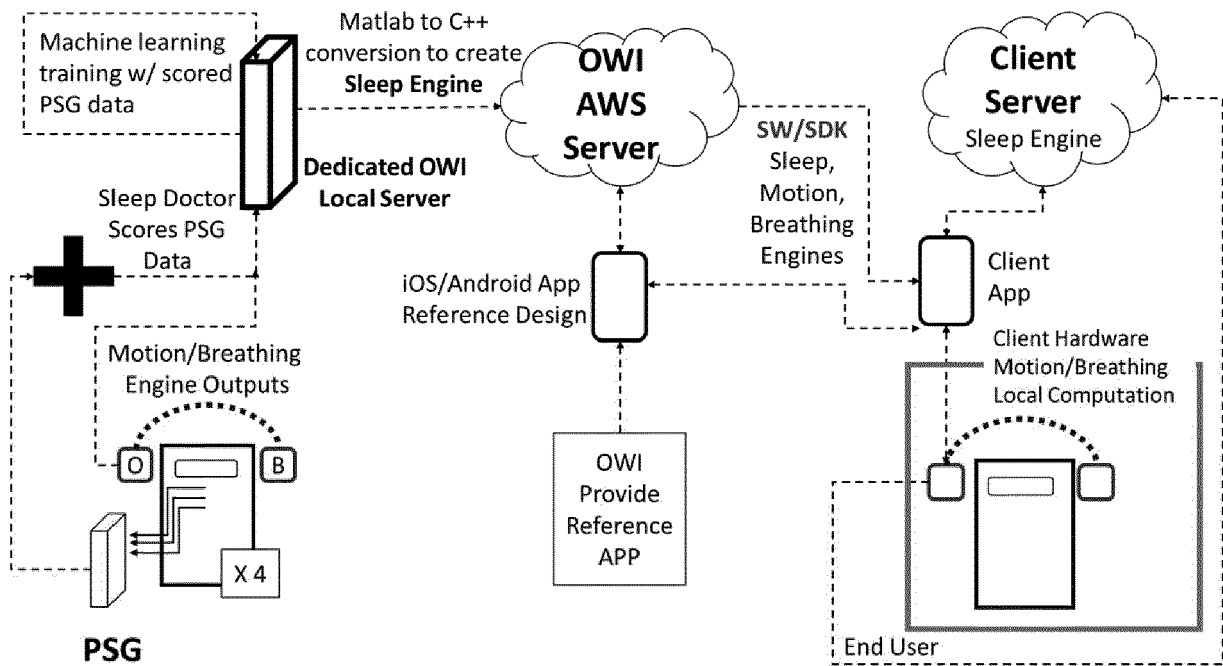 Machine learning
training w/ scored
PSG data
Matlab to C++
conversion to create
Sleep Engine
OWI
AWS
Server
Client
Server
Sleep Engine
Dedicated OWI
Local Server
Sleep Doctor
Scores PSG
Data
SW/SDK
Sleep,
Motion,
Breathing
Engines
iOS/Android App
Reference Design
Client
App
Motion/Breathing
Engine Outputs
Client Hardware
Motion/Breathing
Local Computation
O
B
X 4
PSG
OWI
Provide
Reference
APP
End User